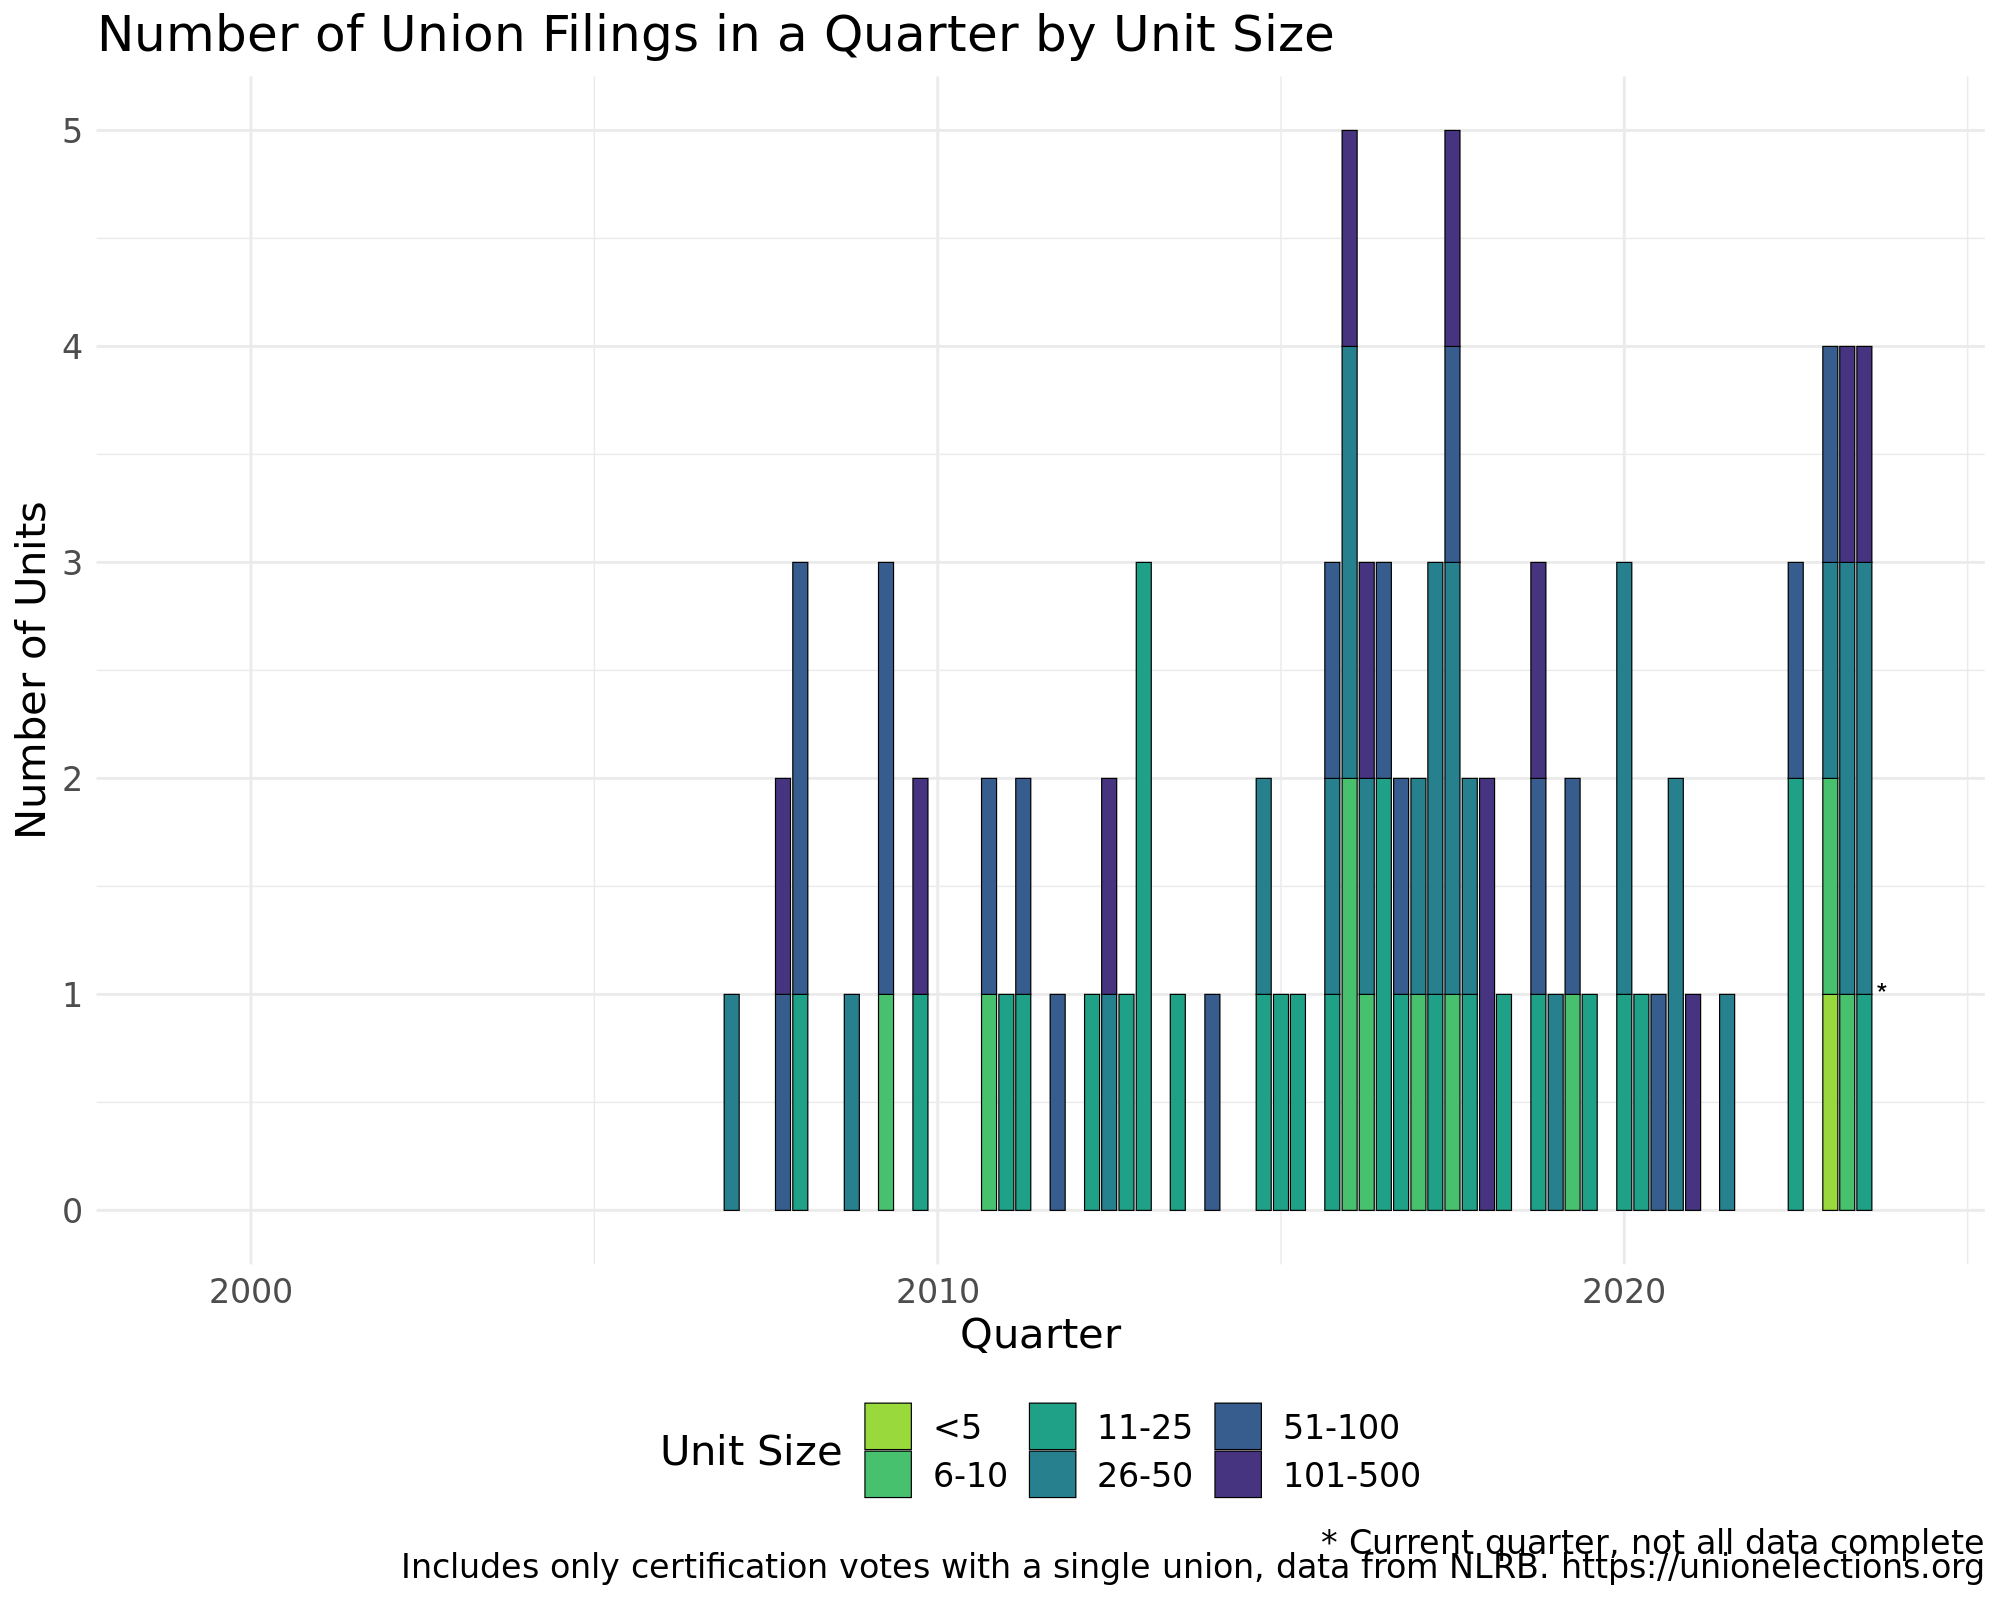 Number of Union Filings in a Quarter by Unit Size
Number of Units
5
4
3
2
1
0
*
2000 2010 2020
Quarter
Unit Size
<5 11-25 51-100
6-10 26-50 101-500
* Current quarter, not all data complete
Includes only certification votes with a single union, data from NLRB. https://unionelections.org